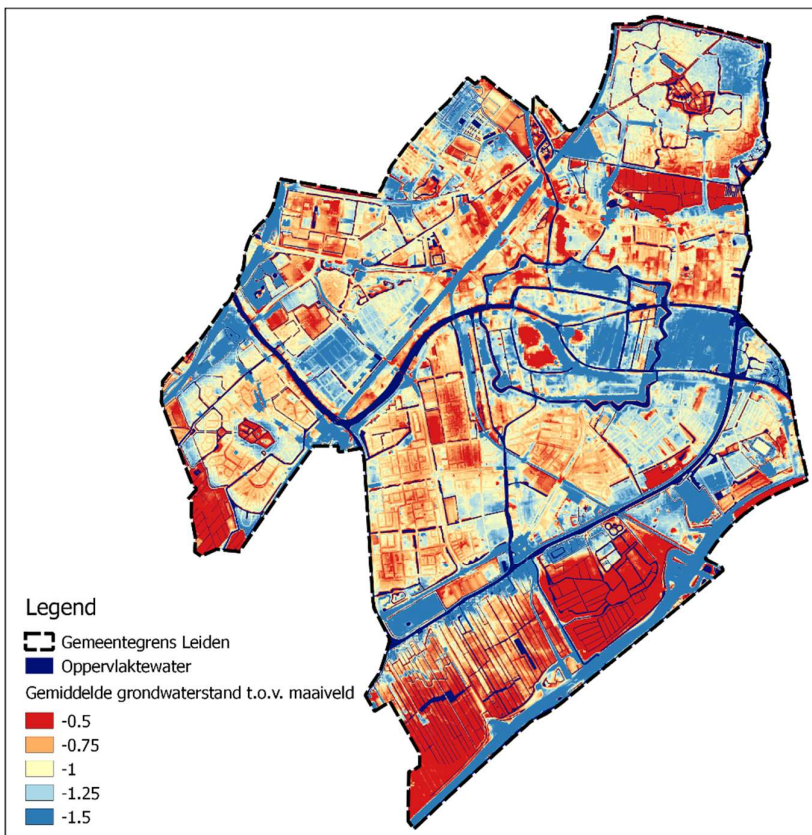 Legend
Gemeentegrens Leiden
Oppervlaktewater
Gemiddelde grondwaterstand t.o.v. maaiveld
-0.5
-0.75
-1
-1.25
-1.5